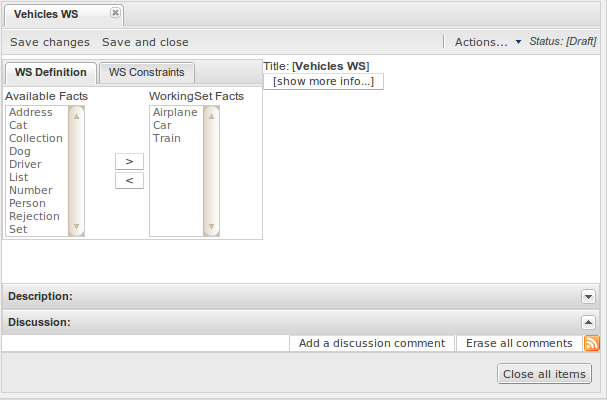 Vehicles WS
Save changes Save and close Actions... Status: [Draft]
WS Definition WS Constraints
Title: [Vehicles WS]
[show more info...]
Available Facts WorkingSet Facts
Address
Cat
Collection
Dog
Driver
List
Number
Person
Rejection
Set
>
<
Airplane
Car
Train
Description:
Discussion:
Add a discussion comment Erase all comments
Close all items